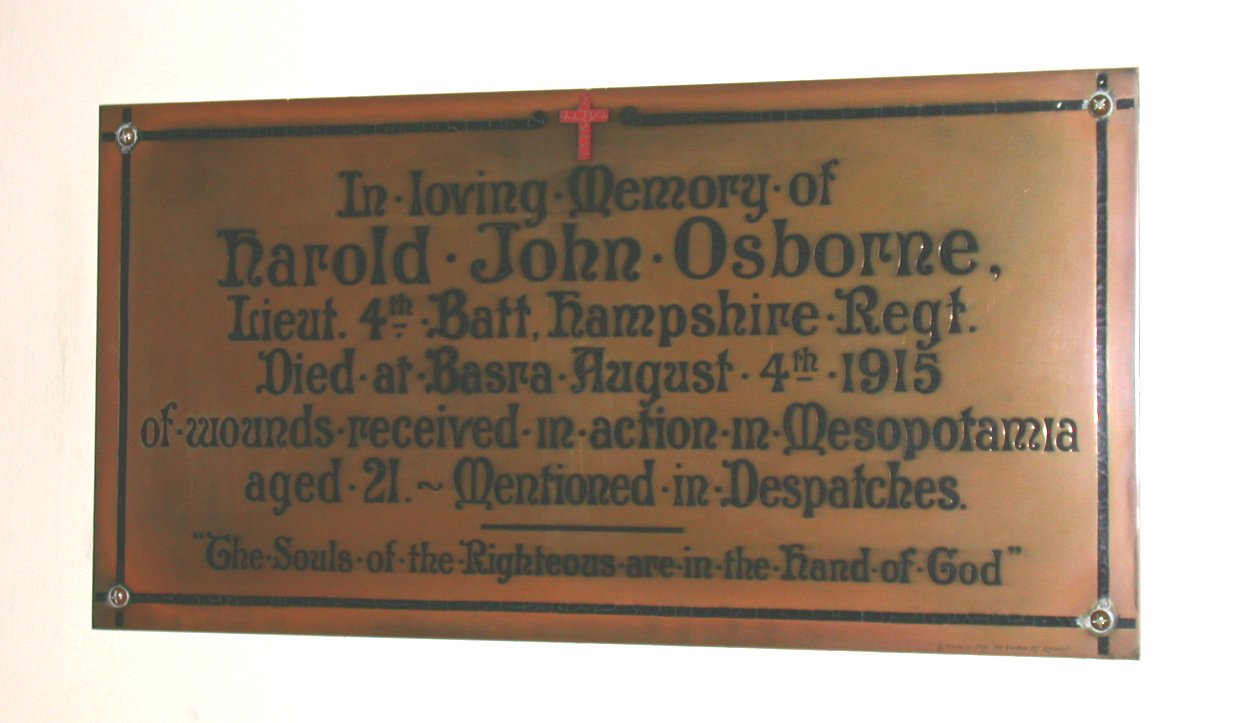 In·loving·Memory·of
Harold·John·Osborne,
Lieut. 4th·Batt, Hampshire·Regt.
Died·at·Basra·August·4th·1915
of·wounds·received·in·action·in·Mesopotamia
aged·21.~Mentioned·in·Despatches.
"The·Souls·of·the·Righteous·are·in·the·Hand·of·God"